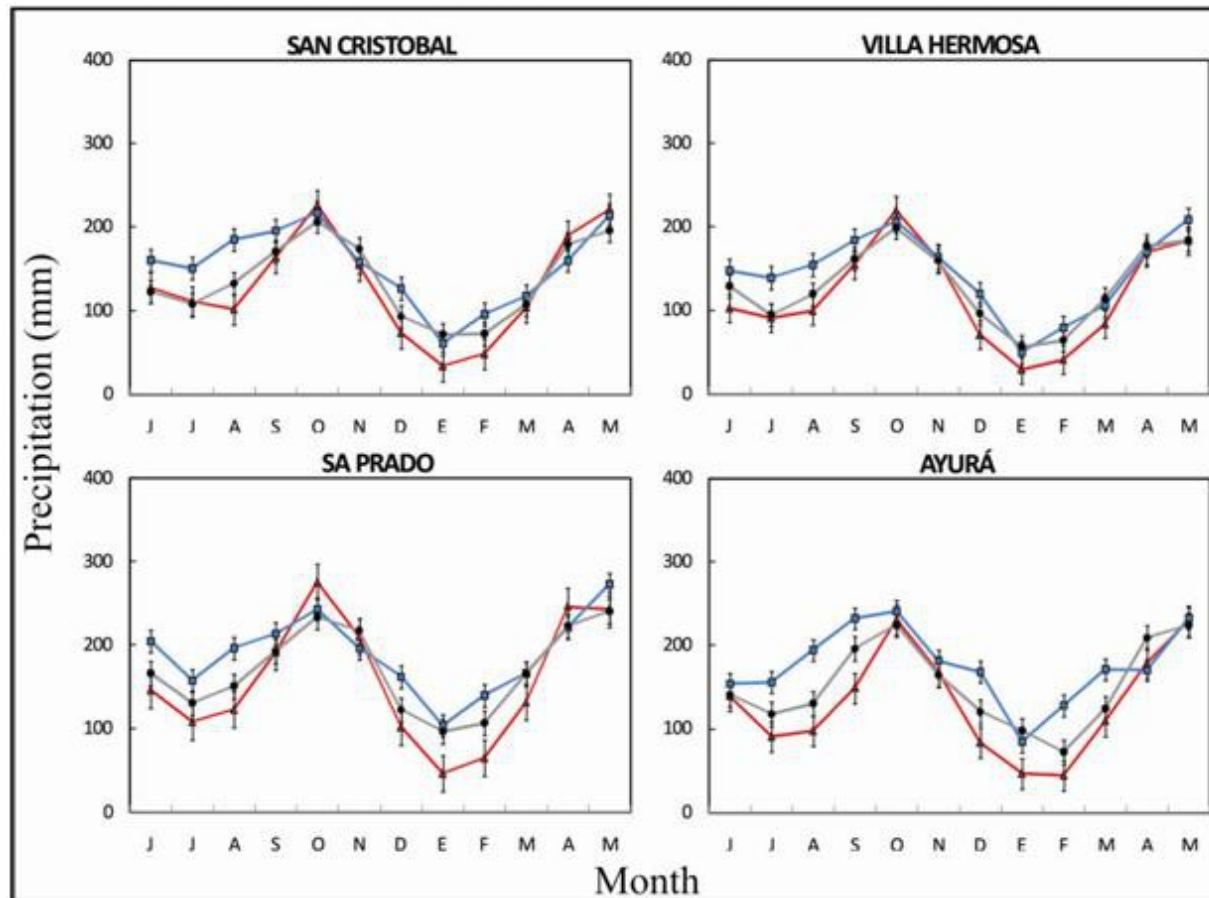 SAN CRISTOBAL
VILLA HERMOSA
400
300
200
100
0
J J A S O N D E F M A M
400
300
200
100
0
J J A S O N D E F M A M
SA PRADO
AYURÁ
400
300
200
100
0
J J A S O N D E F M A M
400
300
200
100
0
J J A S O N D E F M A M
Precipitation (mm)
Month